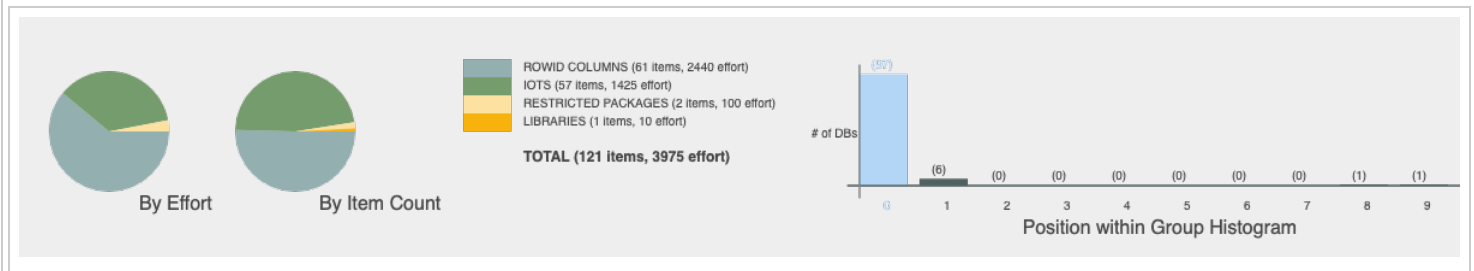 ROWID COLUMNS (61 items, 2440 effort)
IOTS (57 items, 1425 effort)
RESTRICTED PACKAGES (2 items, 100 effort)
LIBRARIES (1 items, 10 effort)
TOTAL (121 items, 3975 effort)
By Effort
By Item Count
(97)
# of DBs
(6)
(0)
(0)
(0)
(0)
(0)
(0)
(1)
(1)
0
1
2
3
4
5
6
7
8
9
Position within Group Histogram